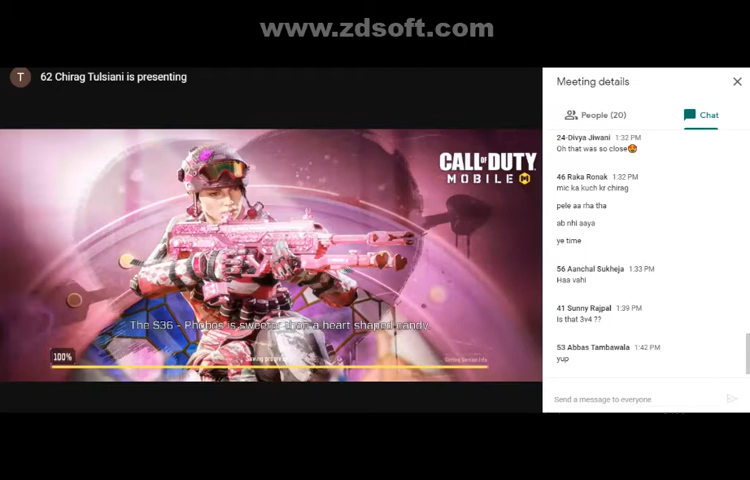 www.zdsoft.com
T 62 Chirag Tulsiani is presenting
CALL OF DUTY
MOBILE
The S36 - Phobos is sweeter than a heart shaped candy.
100%
Meeting details
People (20) Chat
24-Divya Jiwani 1:32 PM
Oh that was so close
46 Raka Ronak 1:32 PM
mic ka kuch kr chirag
pele aa rha tha
ab nhi aaya
ye time
56 Aanchal Sukheja 1:33 PM
Haa vahi
41 Sunny Rajpal 1:39 PM
Is that 3v4 ??
53 Abbas Tambawala 1:42 PM
yup
Send a message to everyone